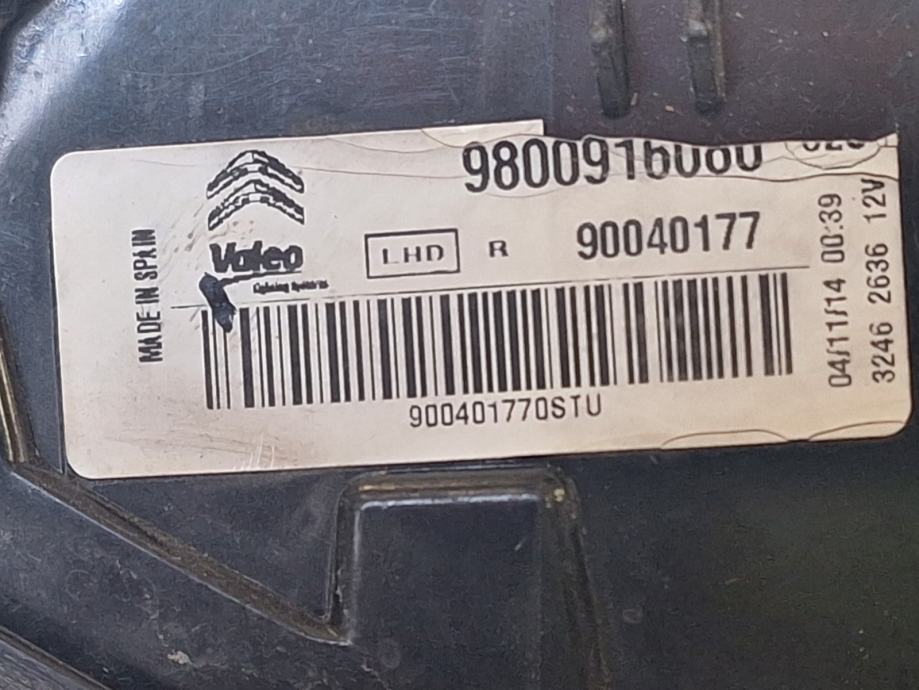 9800916080
MADE IN SPAIN
Valeo
LHD R 90040177
04/11/14 00:39
3246 2636 12V
900401770STU